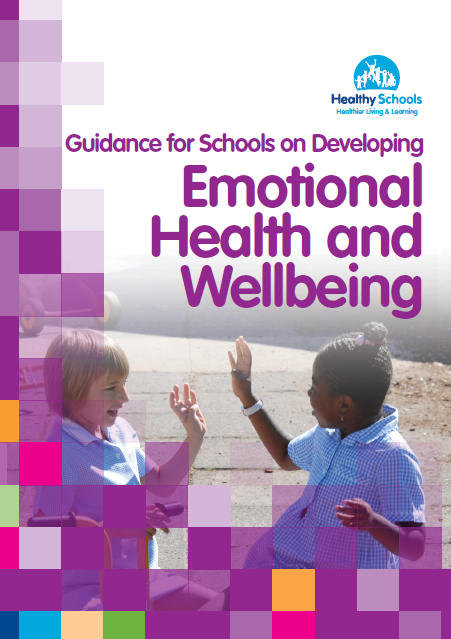 Healthy Schools
Healthier Living & Learning
Guidance for Schools on Developing
Emotional
Health and
Wellbeing